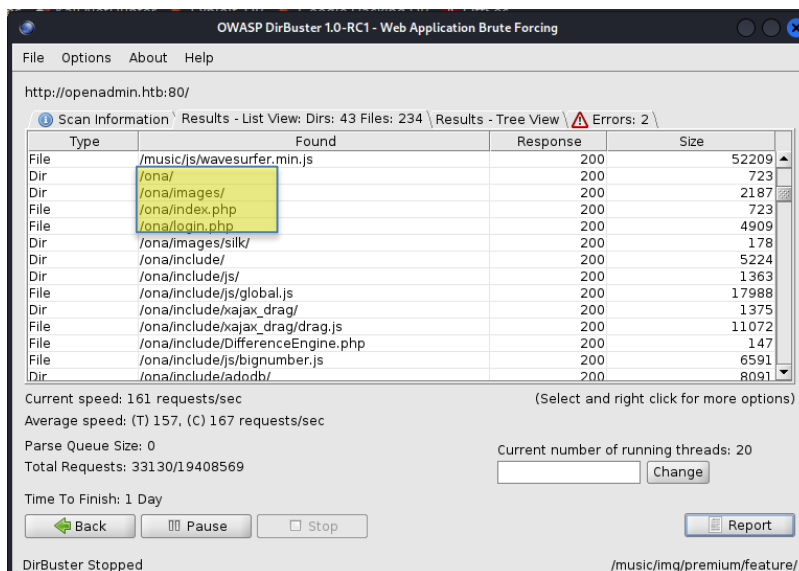 OWASP DirBuster 1.0-RC1 - Web Application Brute Forcing
File Options About Help
http://openadmin.htb:80/
Scan Information Results - List View: Dirs: 43 Files: 234 Results - Tree View Errors: 2
Type Found Response Size
File /music/js/wavesurfer.min.js 200 52209
Dir /ona/ 200 723
Dir /ona/images/ 200 2187
File /ona/index.php 200 723
File /ona/login.php 200 4909
Dir /ona/images/silk/ 200 178
Dir /ona/include/ 200 5224
Dir /ona/include/js/ 200 1363
File /ona/include/js/global.js 200 17988
Dir /ona/include/xajax_drag/ 200 1375
File /ona/include/xajax_drag/drag.js 200 11072
File /ona/include/DifferenceEngine.php 200 147
File /ona/include/js/bignumber.js 200 6591
Dir /ona/include/adodb/ 200 8091
Current speed: 161 requests/sec (Select and right click for more options)
Average speed: (T) 157, (C) 167 requests/sec
Parse Queue Size: 0
Current number of running threads: 20
Total Requests: 33130/19408569
Change
Time To Finish: 1 Day
Back Pause Stop Report
DirBuster Stopped /music/img/premium/feature/